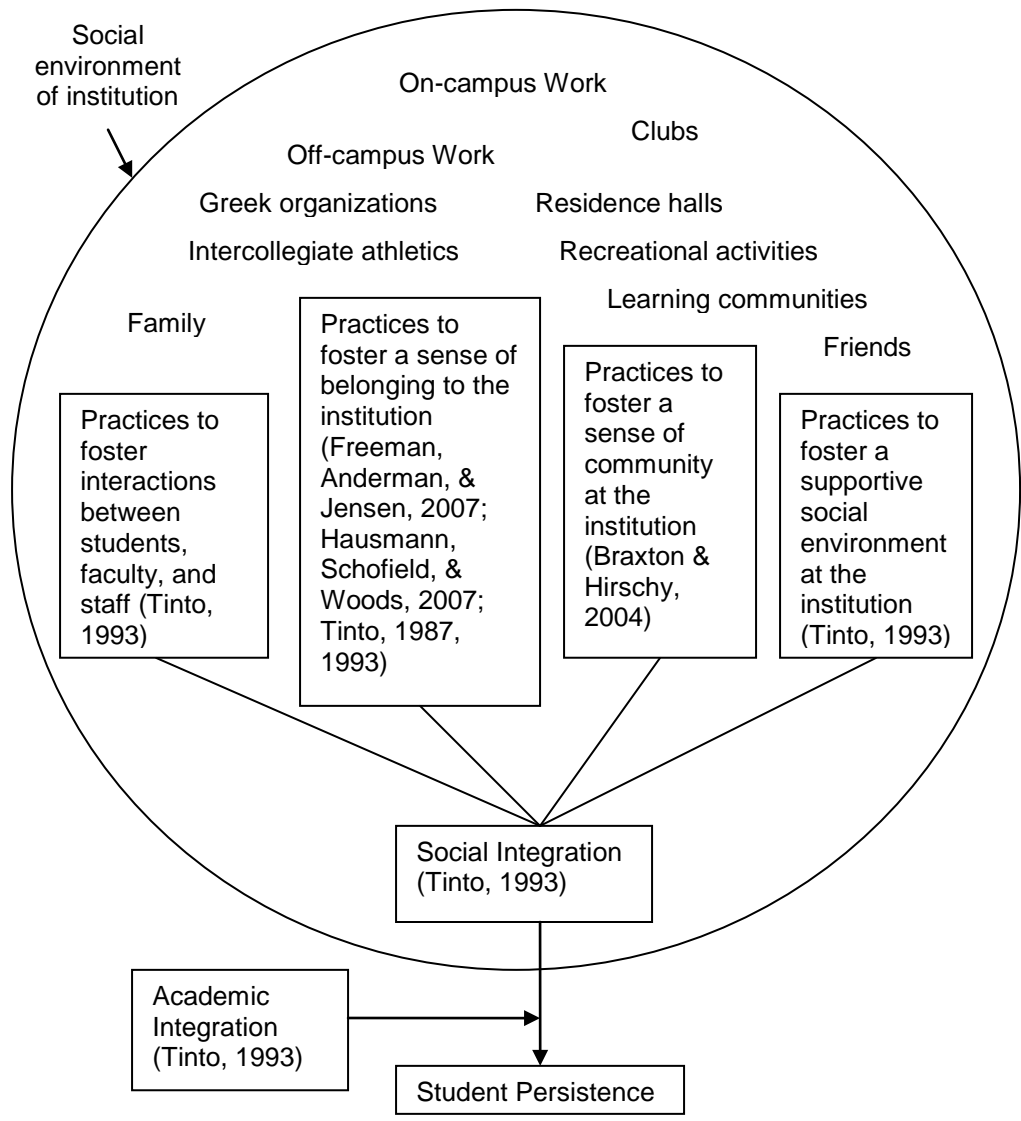 Social
environment
of institution
On-campus Work
Clubs
Off-campus Work
Greek organizations
Residence halls
Intercollegiate athletics
Recreational activities
Learning communities
Family
Friends
Practices to
foster
interactions
between
students,
faculty, and
staff (Tinto,
1993)
Practices to
foster a sense of
belonging to the
institution
(Freeman,
Anderman, &
Jensen, 2007;
Hausmann,
Schofield, &
Woods, 2007;
Tinto, 1987,
1993)
Practices to
foster a
sense of
community
at the
institution
(Braxton &
Hirschy,
2004)
Practices to
foster a
supportive
social
environment
at the
institution
(Tinto, 1993)
Social Integration
(Tinto, 1993)
Academic
Integration
(Tinto, 1993)
Student Persistence